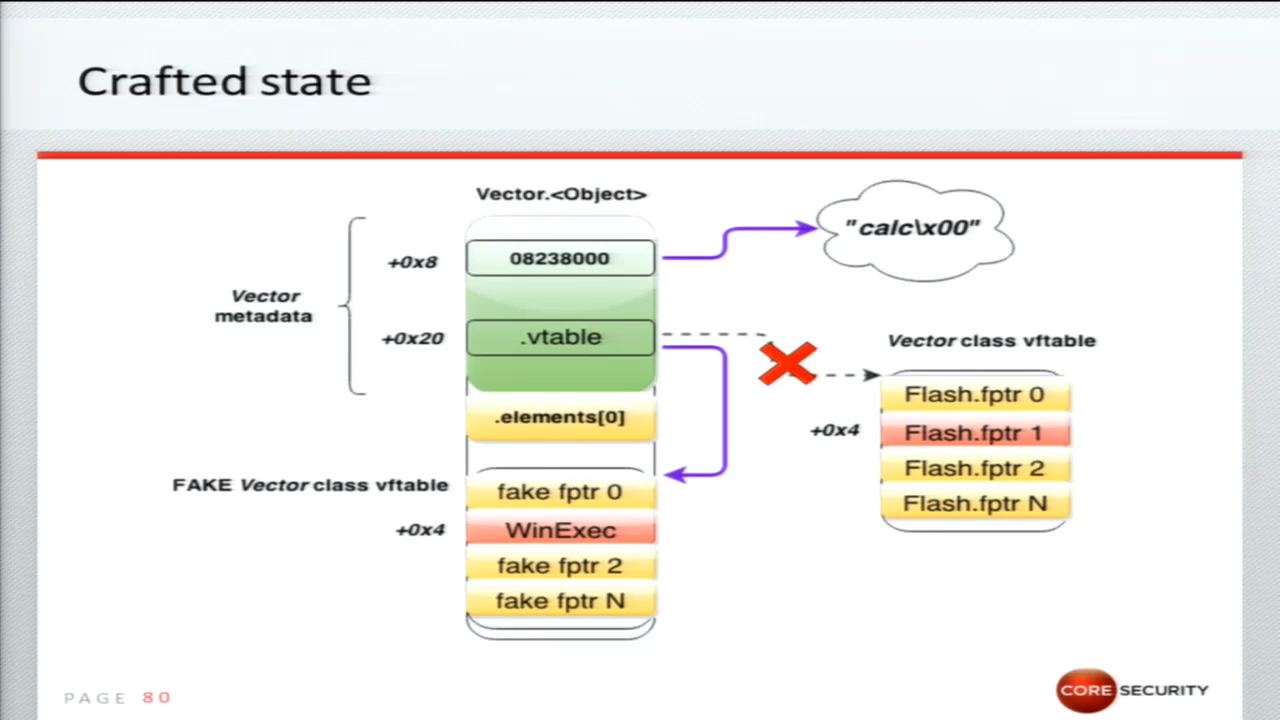 Crafted state
Vector.<Object>
"calc\x00"
+0x8
08238000
Vector
metadata
+0x20
.vtable
Vector class vftable
Flash.fptr 0
+0x4
Flash.fptr 1
Flash.fptr 2
Flash.fptr N
.elements[0]
FAKE Vector class vftable
fake fptr 0
+0x4
WinExec
fake fptr 2
fake fptr N
PAGE 80
CORE SECURITY